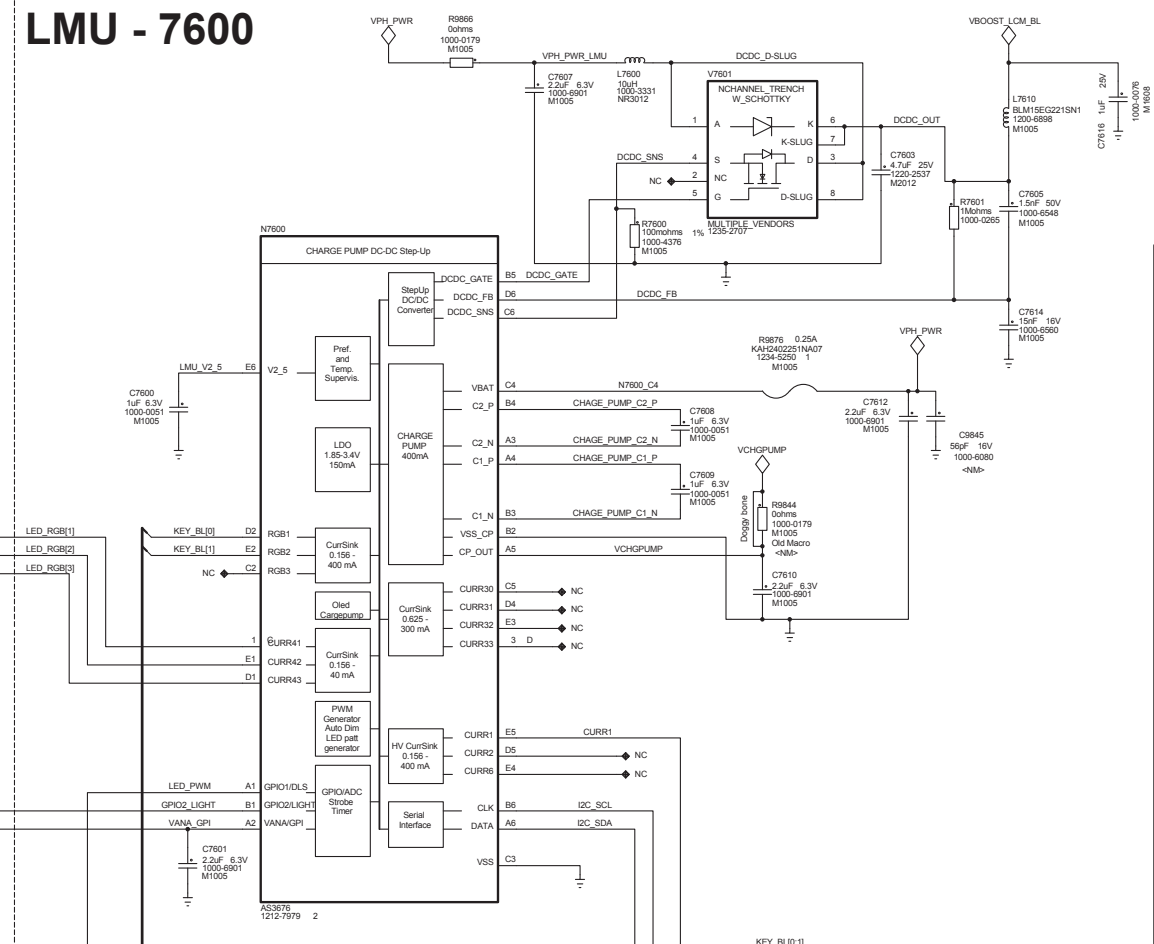 LMU - 7600
VPH_PWR
R9866
0ohms
1000-0179
M1005
VPH_PWR_LMU
C7607
2.2uF 6.3V
1000-6901
M1005
L7600
10uH
1000-3331
NR3012
DCDC_D-SLUG
V7601
NCHANNEL_TRENCH
W_SCHOTTKY
1 A
K 6
K-SLUG 7
DCDC_SNS 4 S
D 3
NC 2 NC
5 G
D-SLUG 8
MULTIPLE_VENDORS
1235-2707
R7600
100mohms 1%
1000-4376
M1005
DCDC_OUT
C7603
4.7uF 25V
1220-2537
M2012
VBOOST_LCM_BL
L7610
BLM15EG221SN1
1200-6898
M1005
C7616 1uF 25V
1000-0076
M1608
R7601
1Mohms
1000-0265
C7605
1.5nF 50V
1000-6548
M1005
C7614
15nF 16V
1000-6560
M1005
N7600
CHARGE PUMP DC-DC Step-Up
StepUp
DC/DC
Converter
DCDC_GATE B5 DCDC_GATE
DCDC_FB D6 DCDC_FB
DCDC_SNS C6
Pref.
and
Temp.
Supervis.
LMU_V2_5 E6 V2_5
C7600
1uF 6.3V
1000-0051
M1005
LDO
1.85-3.4V
150mA
CHARGE
PUMP
400mA
VBAT C4 N7600_C4
C2_P B4 CHAGE_PUMP_C2_P
C2_N A3 CHAGE_PUMP_C2_N
C1_P A4 CHAGE_PUMP_C1_P
C1_N B3 CHAGE_PUMP_C1_N
VSS_CP B2
CP_OUT A5 VCHGPUMP
C7608
1uF 6.3V
1000-0051
M1005
C7609
1uF 6.3V
1000-0051
M1005
R9876 0.25A
KAH2402251NA07
1234-5250 1
M1005
VPH_PWR
C7612
2.2uF 6.3V
1000-6901
M1005
C9845
56pF 16V
1000-6080
<NM>
VCHGPUMP
Doggy bone
R9844
0ohms
1000-0179
M1005
Old Macro
<NM>
C7610
2.2uF 6.3V
1000-6901
M1005
LED_RGB[1]
LED_RGB[2]
LED_RGB[3]
KEY_BL[0] D2 RGB1
KEY_BL[1] E2 RGB2
NC C2 RGB3
CurrSink
0.156 -
400 mA
Oled
Cargepump
CurrSink
0.625 -
300 mA
CURR30 C5 NC
CURR31 D4 NC
CURR32 E3 NC
CURR33 3 D NC
1 C CURR41
E1 CURR42
D1 CURR43
CurrSink
0.156 -
40 mA
PWM
Generator
Auto Dim
LED patt
generator
HV CurrSink
0.156 -
400 mA
CURR1 E5 CURR1
CURR2 D5 NC
CURR6 E4 NC
LED_PWM A1 GPIO1/DLS
GPIO2_LIGHT B1 GPIO2/LIGHT
VANA_GPI A2 VANA/GPI
GPIO/ADC
Strobe
Timer
Serial
Interface
CLK B6 I2C_SCL
DATA A6 I2C_SDA
VSS C3
C7601
2.2uF 6.3V
1000-6901
M1005
AS3676
1212-7979 2
KEY_BL[0:1]